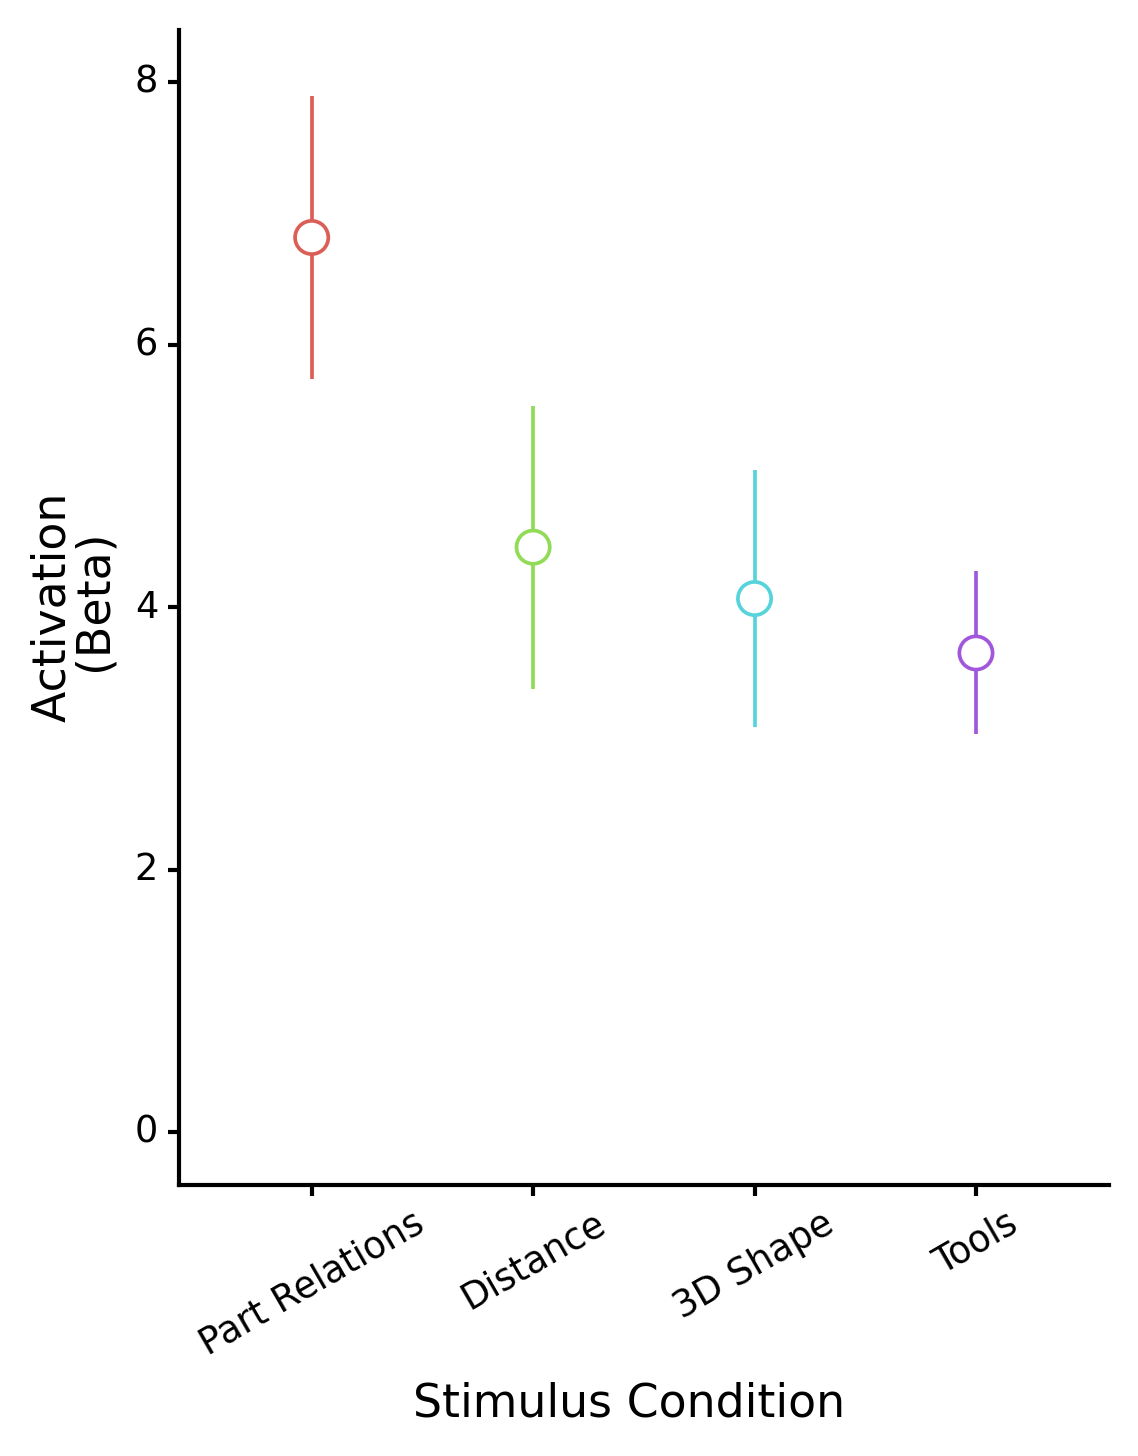 8
6
4
2
0
Activation
(Beta)
Part Relations
Distance
3D Shape
Tools
Stimulus Condition